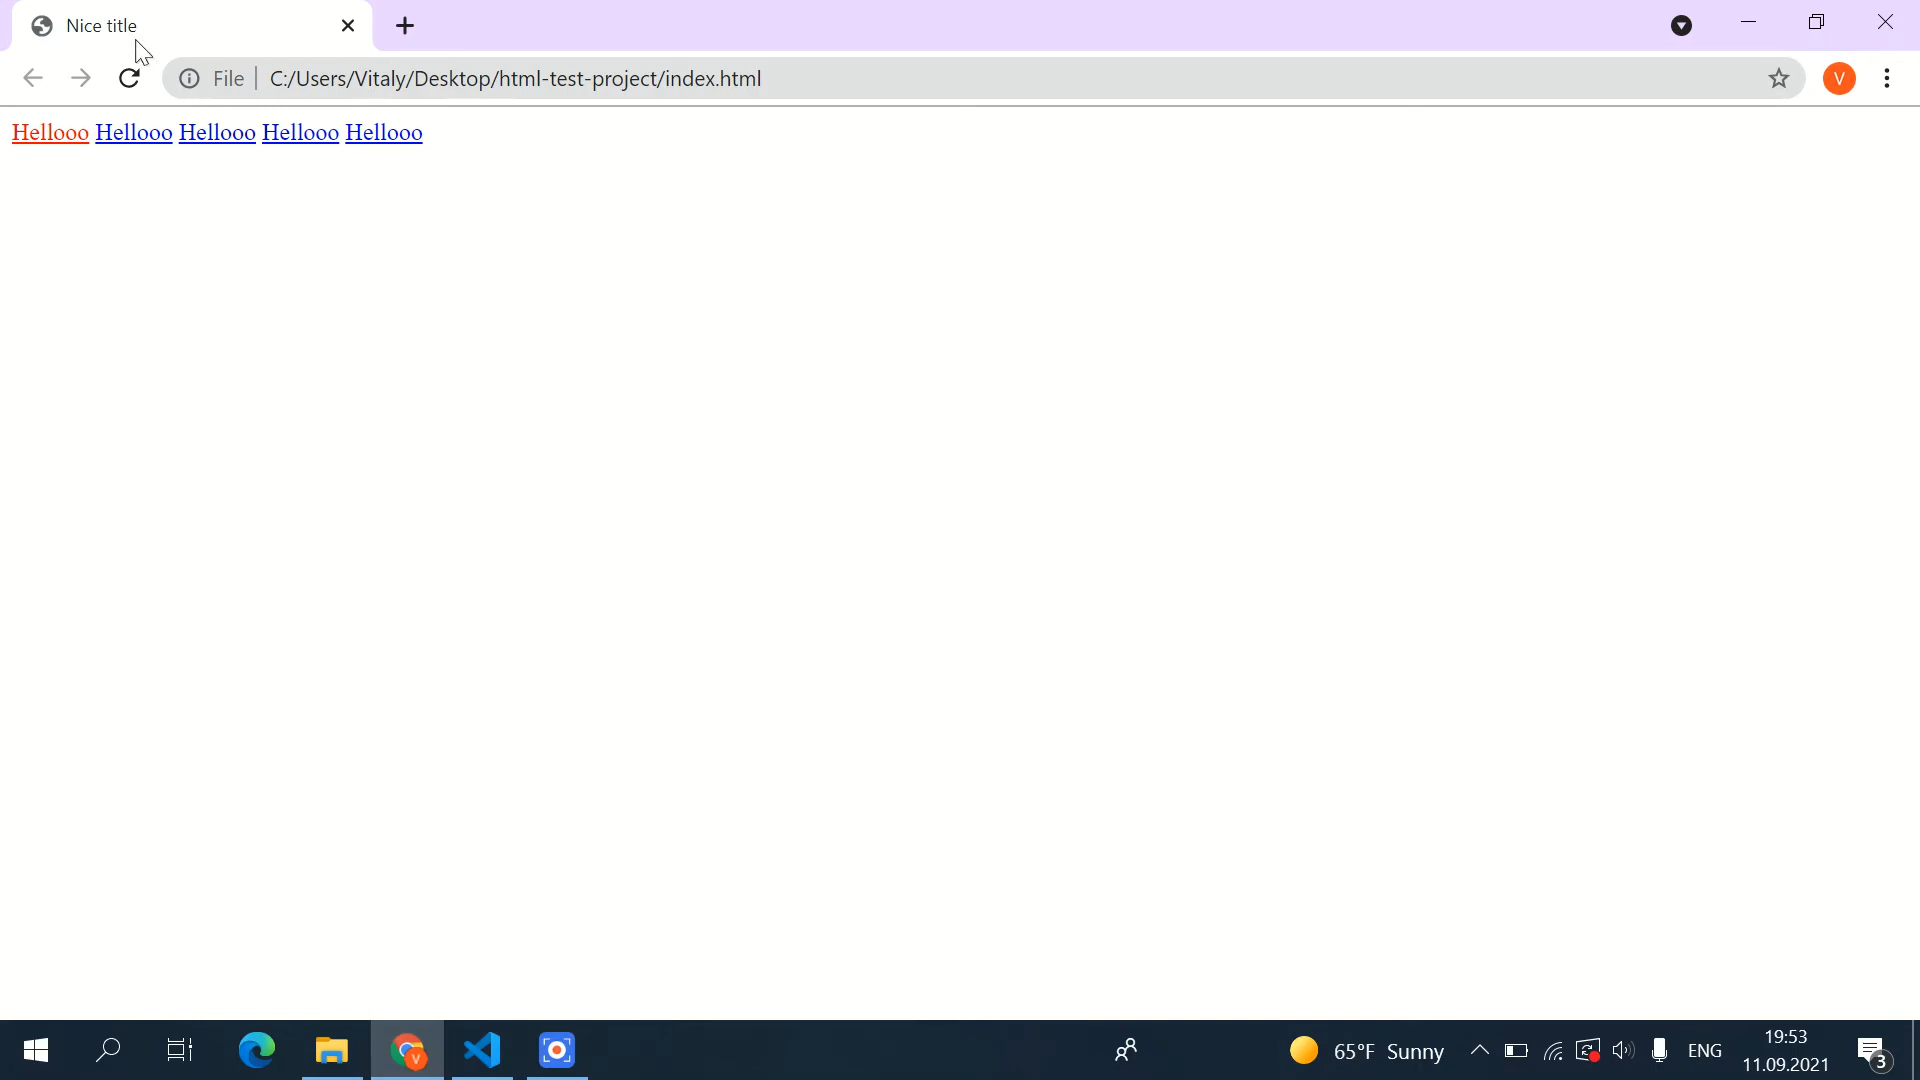 Nice title
File C:/Users/Vitaly/Desktop/html-test-project/index.html
V
Hellooo Hellooo Hellooo Hellooo Hellooo
V
65°F Sunny
ENG
19:53
11.09.2021
3